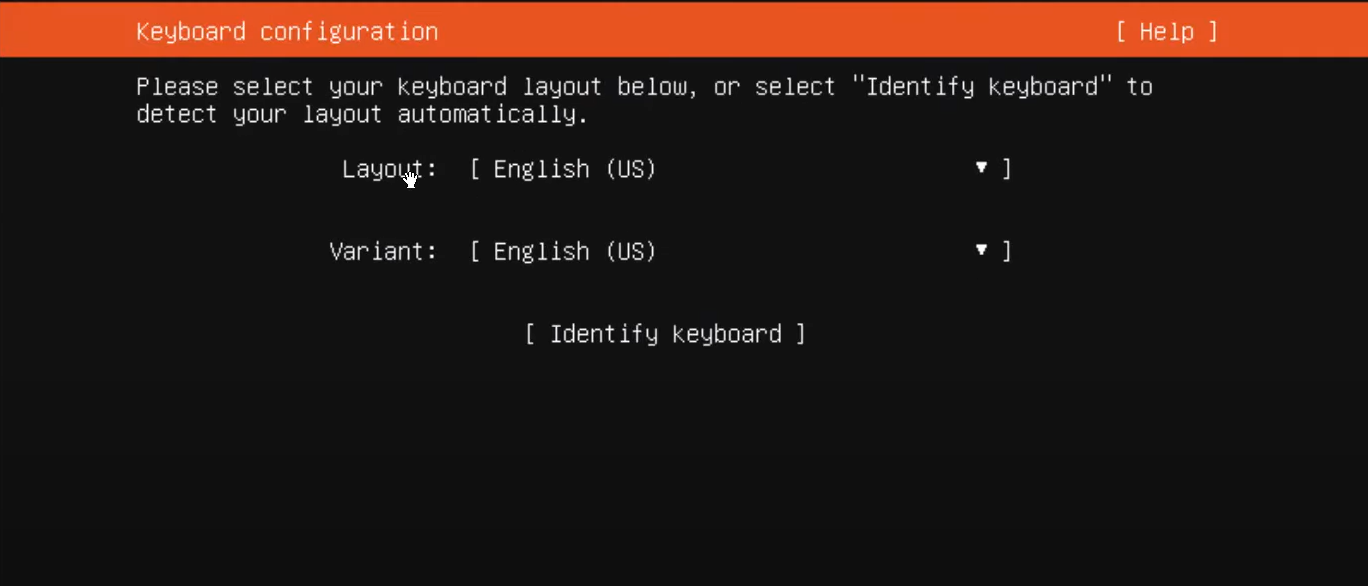 Keyboard configuration [ Help ]
Please select your keyboard layout below, or select "Identify keyboard" to
detect your layout automatically.
Layout: [ English (US) ▼ ]
Variant: [ English (US) ▼ ]
[ Identify keyboard ]